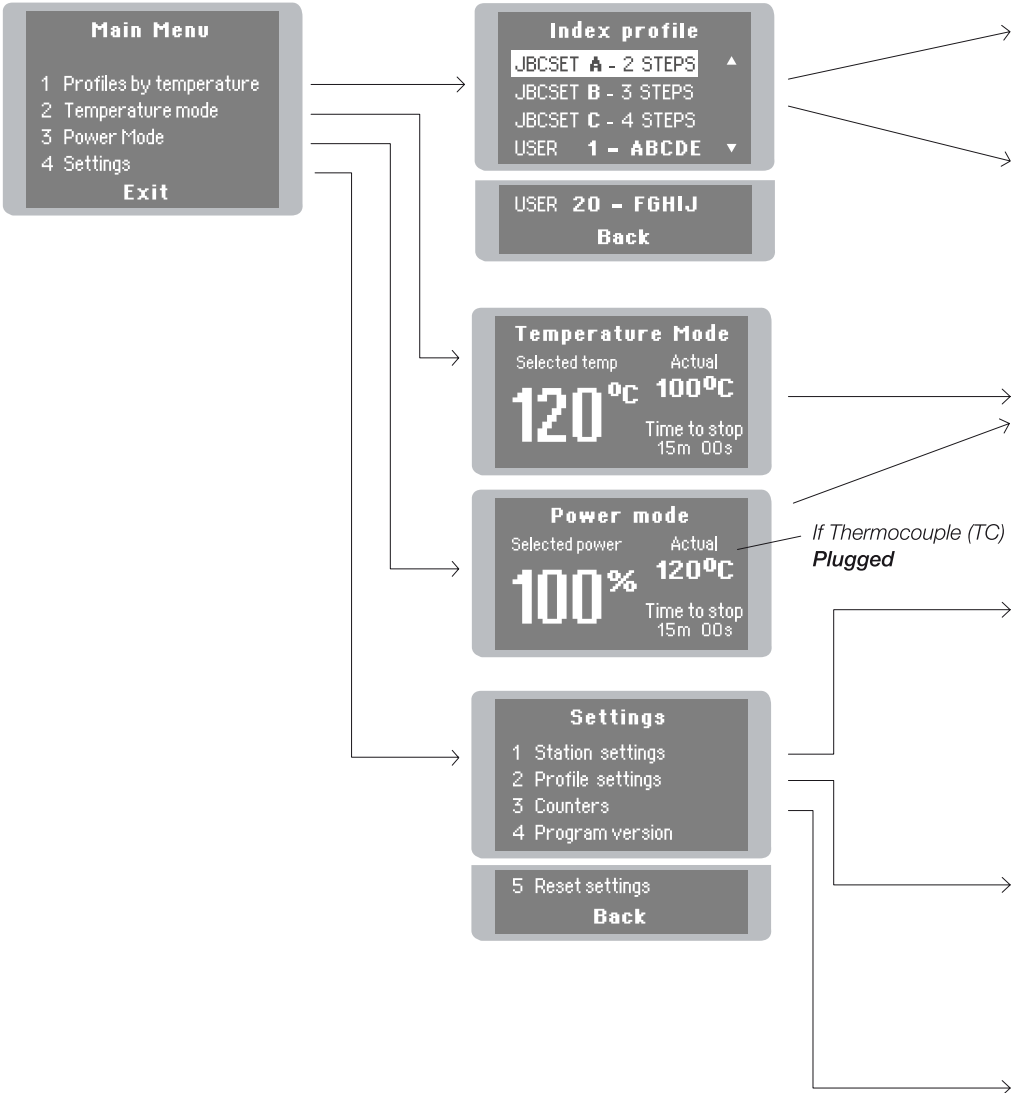 Main Menu
1 Profiles by temperature
2 Temperature mode
3 Power Mode
4 Settings
Exit
Index profile
JBCSET A - 2 STEPS
JBCSET B - 3 STEPS
JBCSET C - 4 STEPS
USER 1 - ABCDE
USER 20 - FGHIJ
Back
Temperature Mode
Selected temp Actual
120ºC 100ºC
Time to stop
15m 00s
Power mode
Selected power Actual
100% 120ºC
Time to stop
15m 00s
If Thermocouple (TC)
Plugged
Settings
1 Station settings
2 Profile settings
3 Counters
4 Program version
5 Reset settings
Back